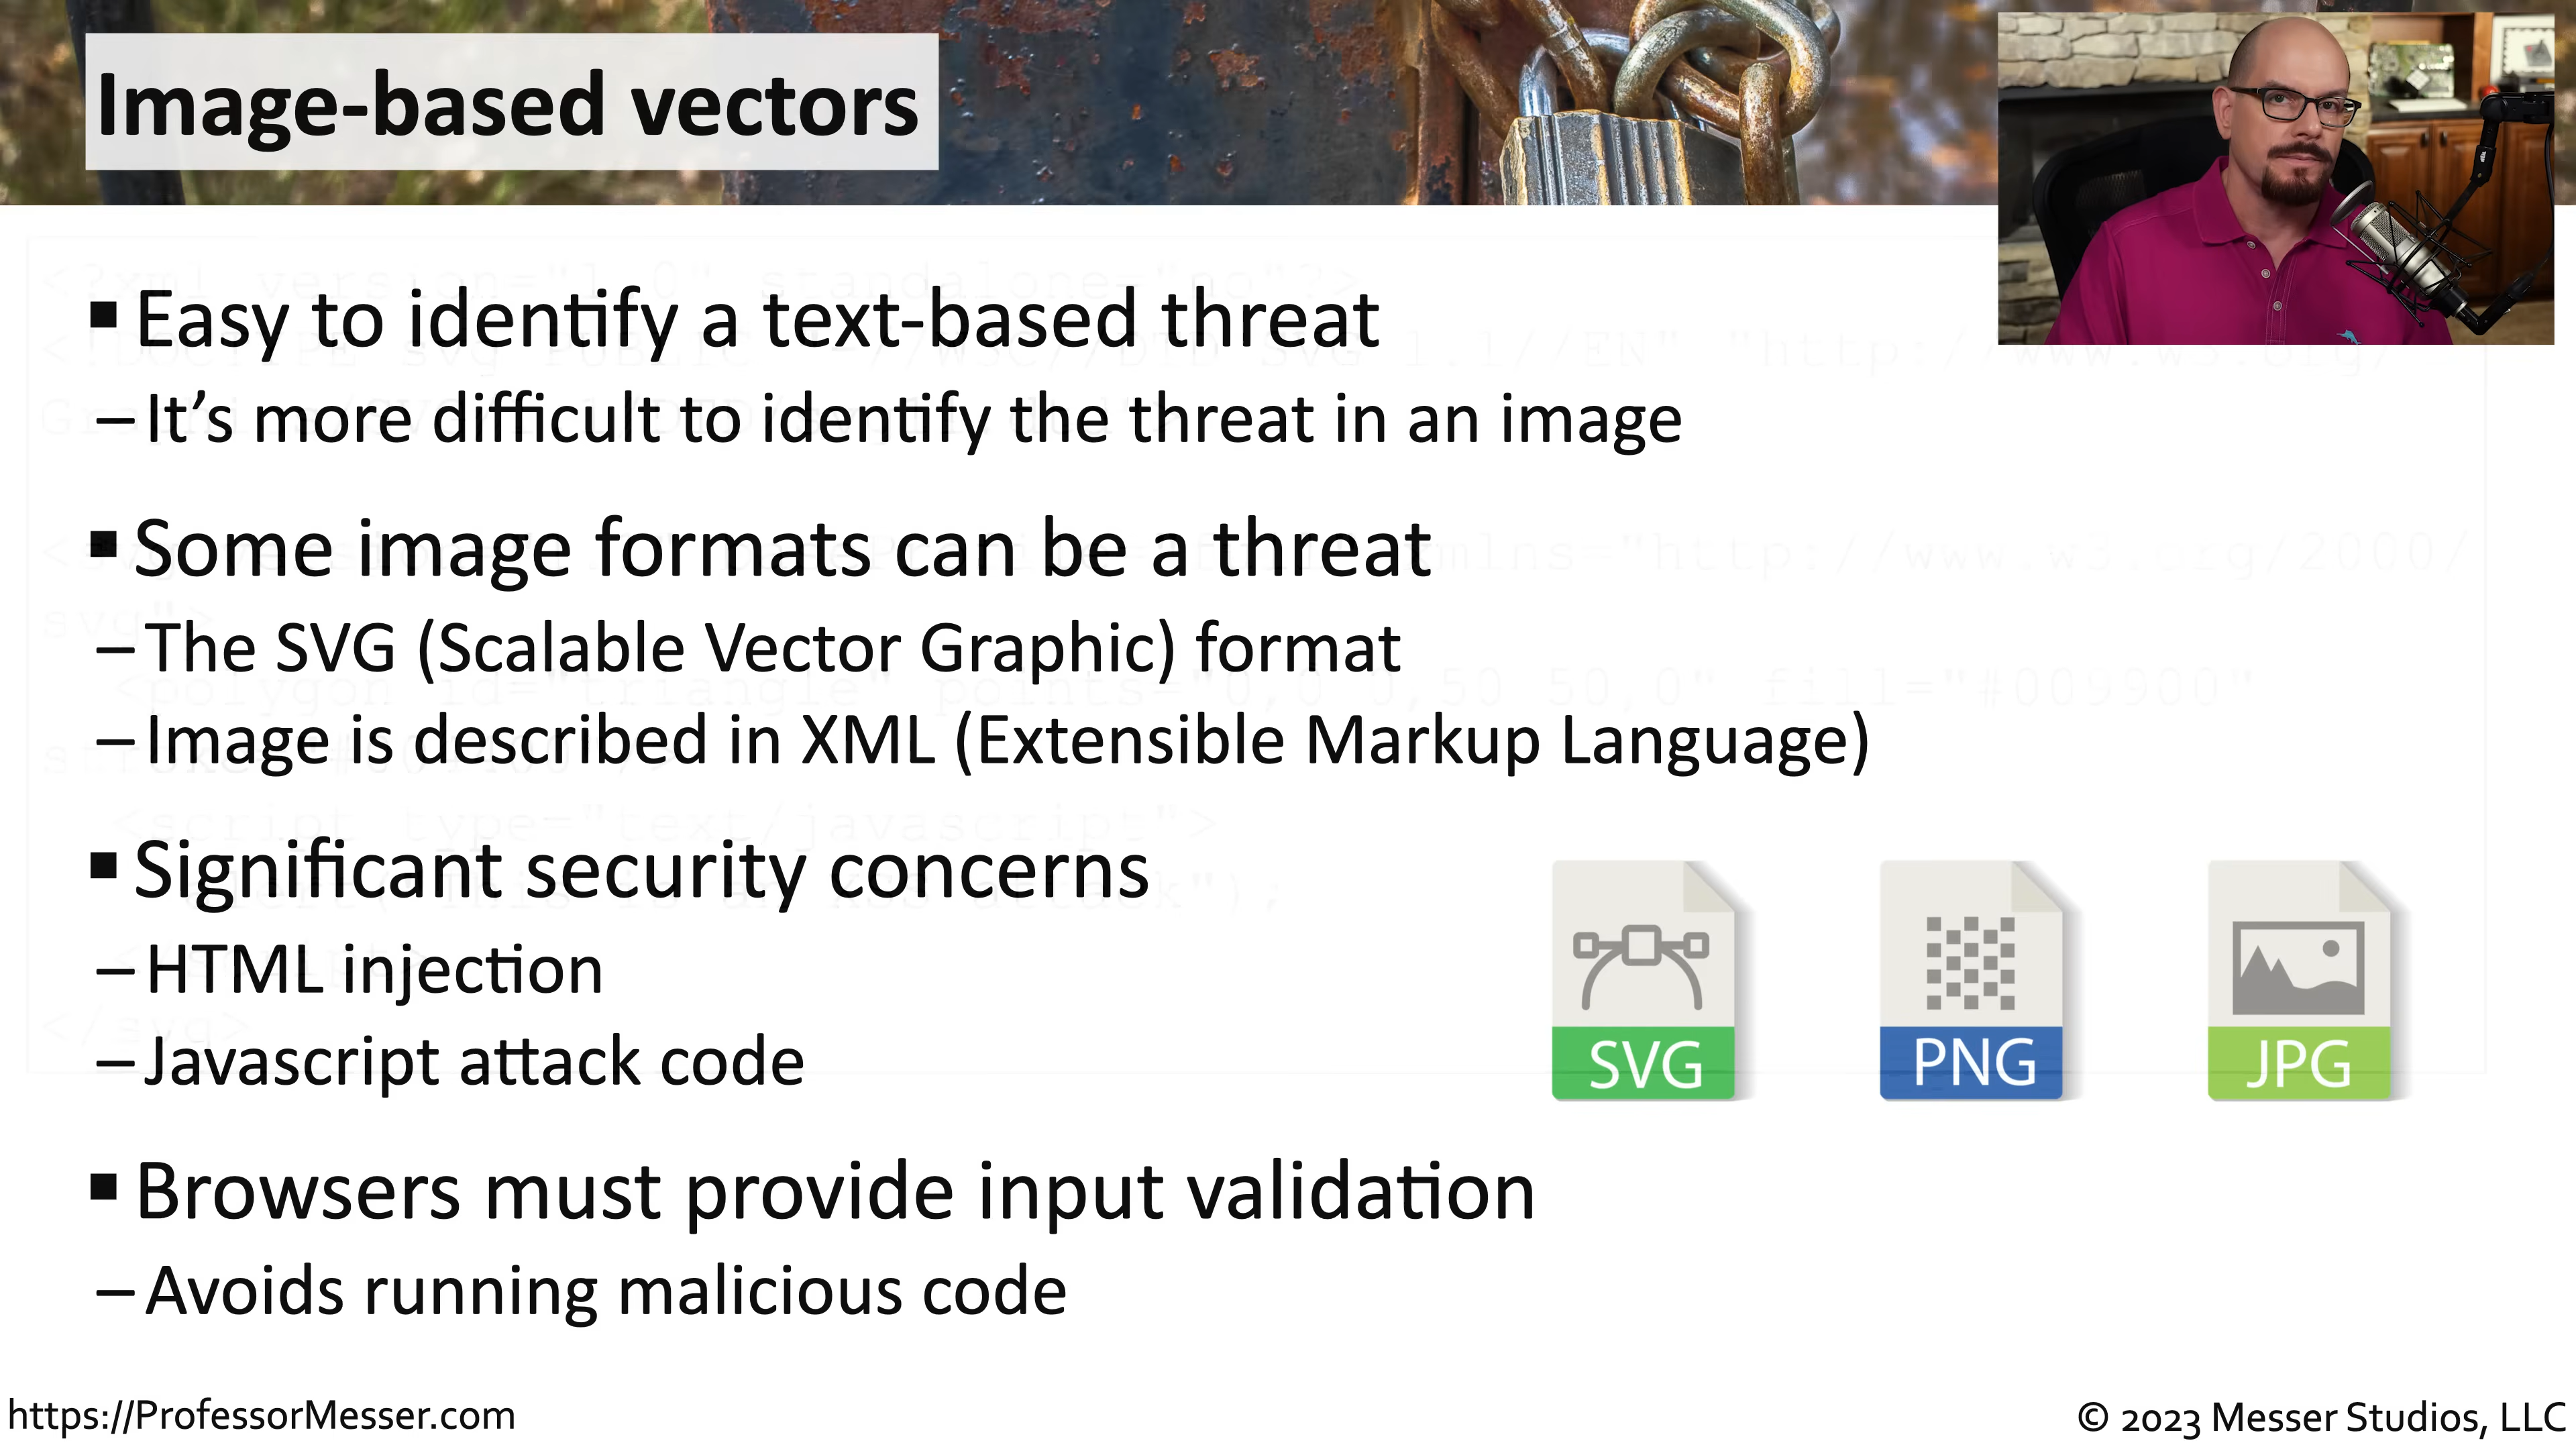 Image-based vectors
▪ Easy to identify a text-based threat
– It’s more difficult to identify the threat in an image
▪ Some image formats can be a threat
– The SVG (Scalable Vector Graphic) format
– Image is described in XML (Extensible Markup Language)
▪ Significant security concerns
– HTML injection
– Javascript attack code
SVG
PNG
JPG
▪ Browsers must provide input validation
– Avoids running malicious code
https://ProfessorMesser.com
© 2023 Messer Studios, LLC